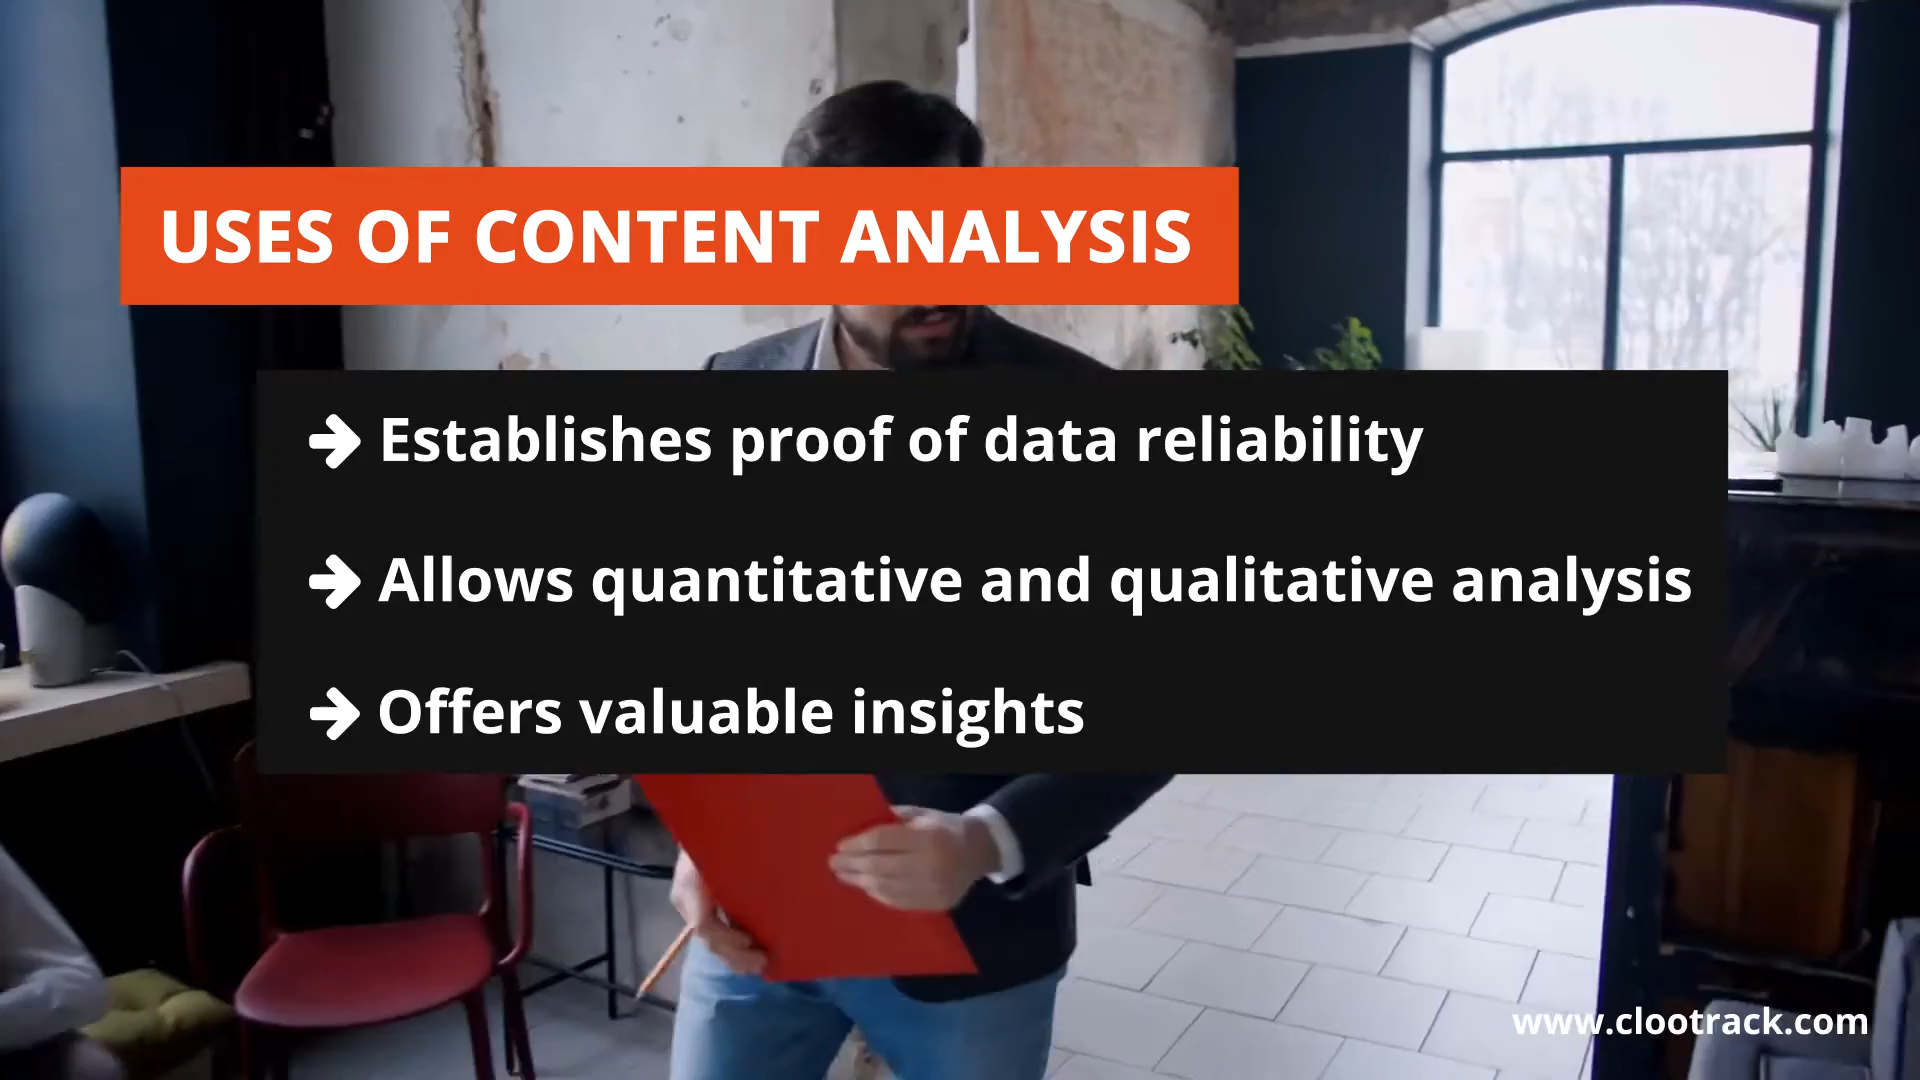 USES OF CONTENT ANALYSIS
Establishes proof of data reliability
Allows quantitative and qualitative analysis
Offers valuable insights
www.clootrack.com